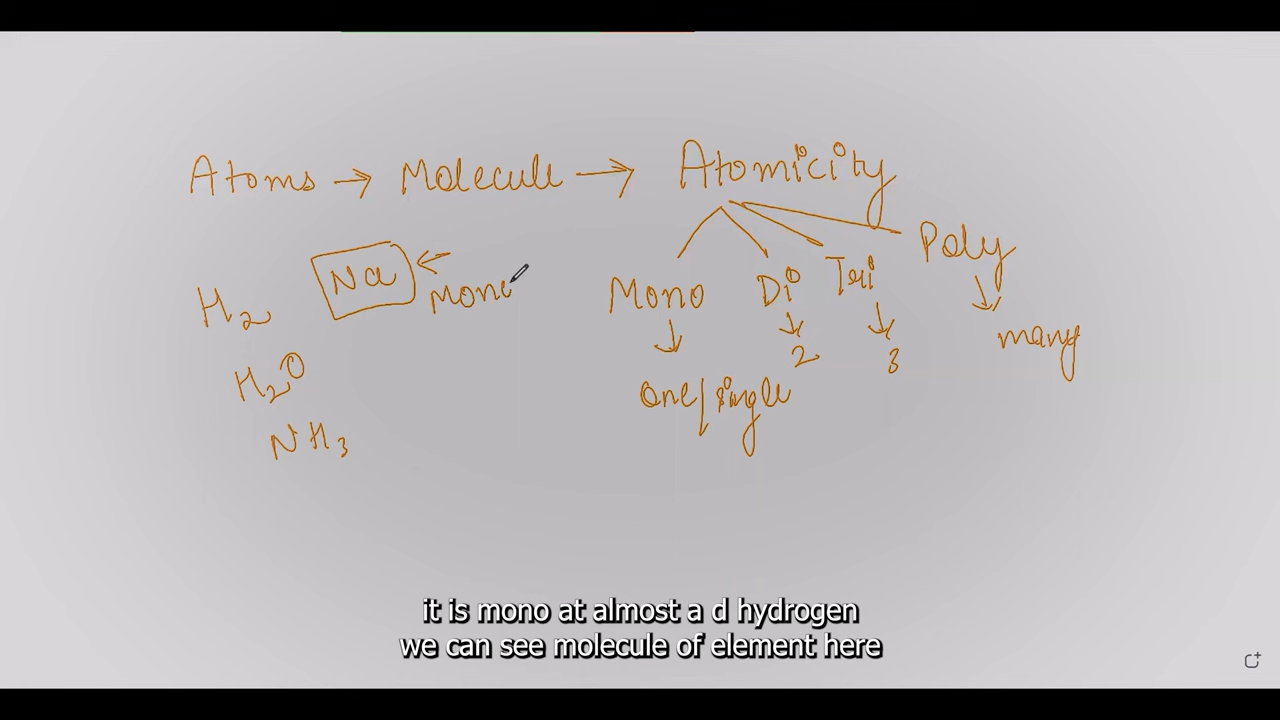 Atoms → Molecule → Atomicity
Poly
Na ← Mono
H2
Mono Di Tri
many
2 3
H2O
One/single
NH3
it is mono at almost a d hydrogen
we can see molecule of element here